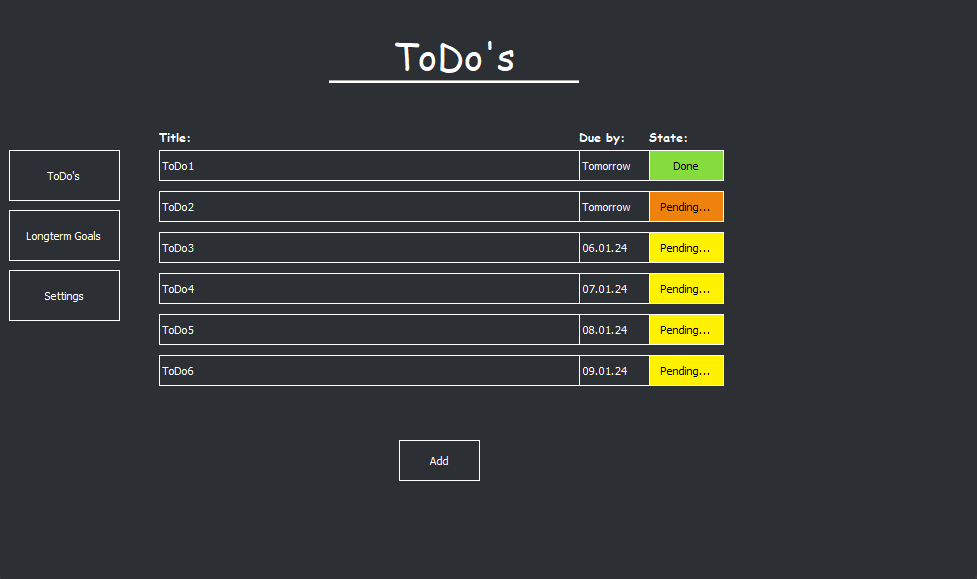 ToDo's
Title: Due by: State:
ToDo's
Longterm Goals
Settings
ToDo1 Tomorrow Done
ToDo2 Tomorrow Pending...
ToDo3 06.01.24 Pending...
ToDo4 07.01.24 Pending...
ToDo5 08.01.24 Pending...
ToDo6 09.01.24 Pending...
Add